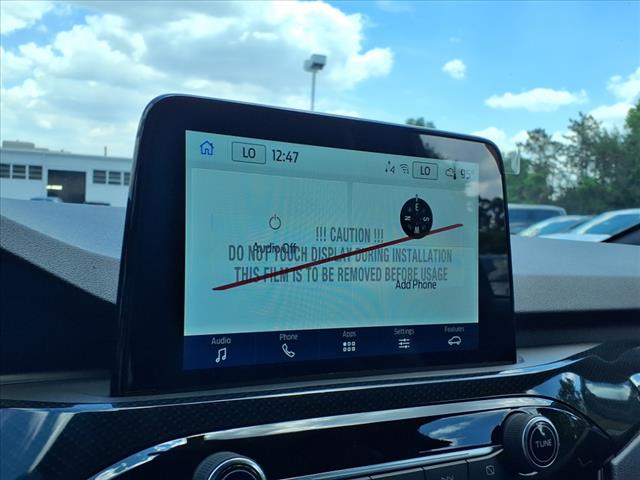 LO 12:47 LO 95°
E
N S
W
!!! CAUTION !!!
Audio Off
DO NOT TOUCH DISPLAY DURING INSTALLATION
THIS FILM IS TO BE REMOVED BEFORE USAGE
Add Phone
Audio Phone Apps Settings Features
TUNE